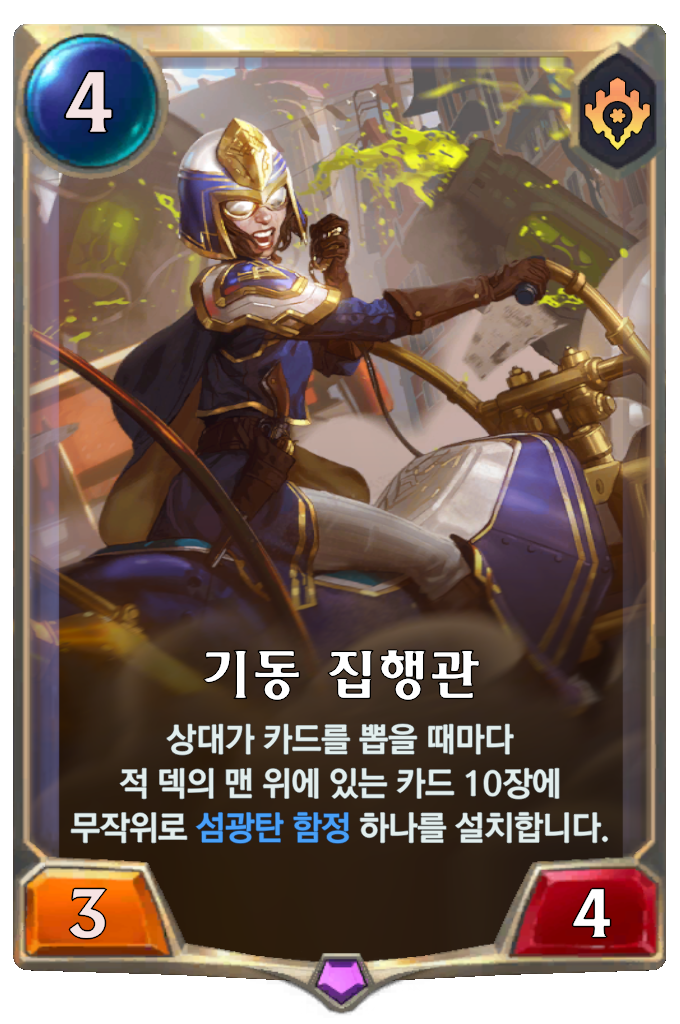 4
기동 집행관
상대가 카드를 뽑을 때마다
적 덱의 맨 위에 있는 카드 10장에
무작위로 섬광탄 함정 하나를 설치합니다.
3
4